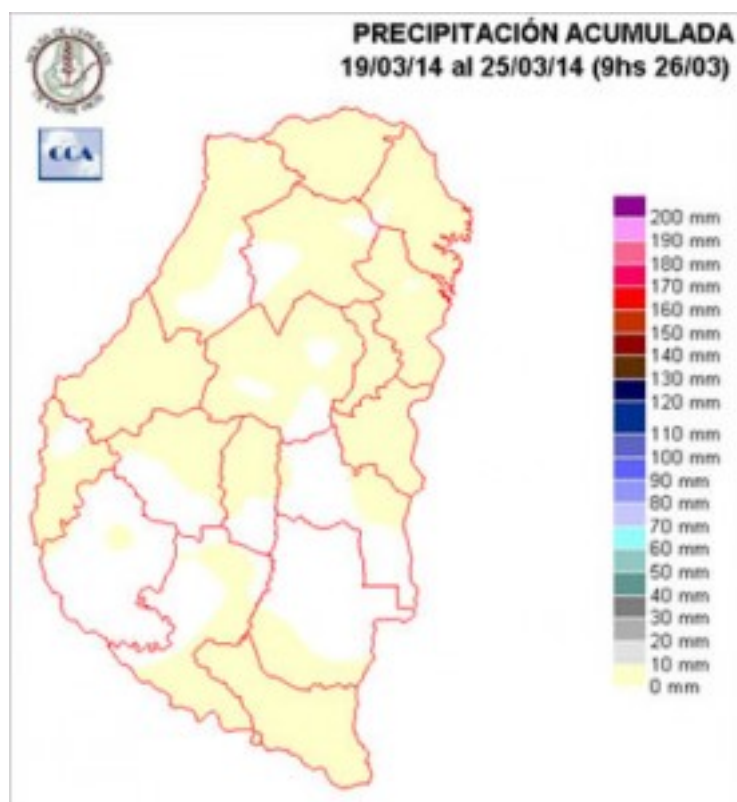 PRECIPITACIÓN ACUMULADA
19/03/14 al 25/03/14 (9hs 26/03)
CCA
200 mm
190 mm
180 mm
170 mm
160 mm
150 mm
140 mm
130 mm
120 mm
110 mm
100 mm
90 mm
80 mm
70 mm
60 mm
50 mm
40 mm
30 mm
20 mm
10 mm
0 mm